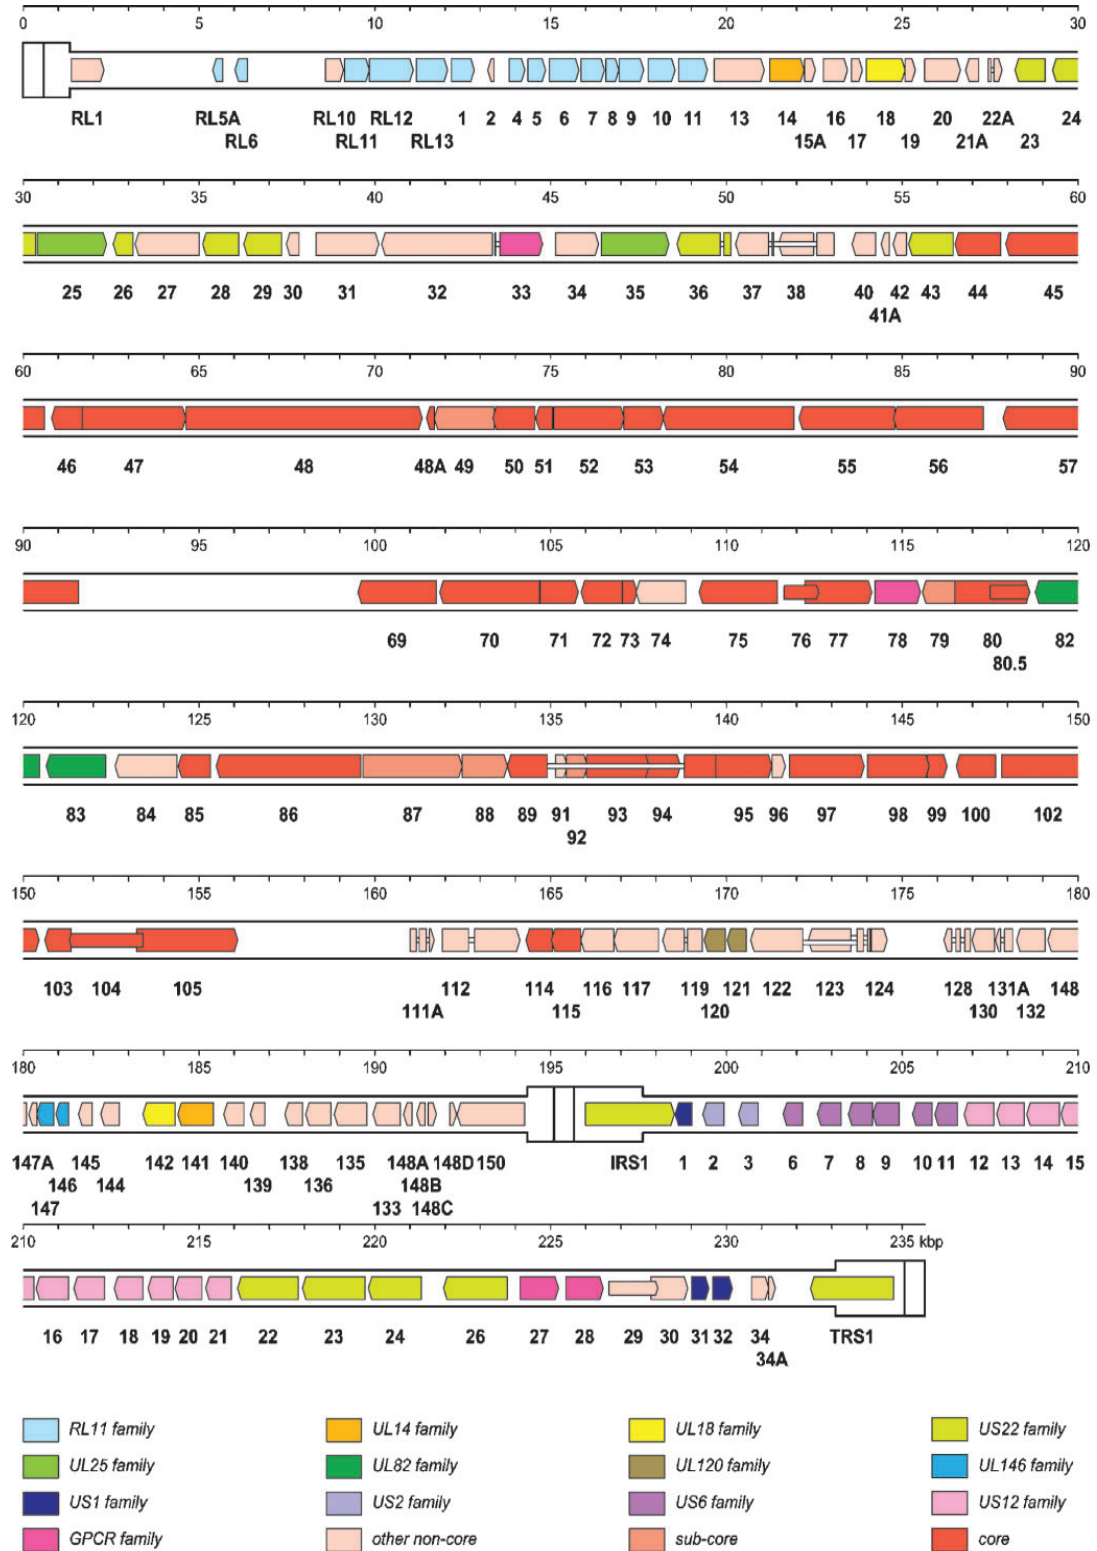 0 5 10 15 20 25 30
RL1 RL5A RL10 RL12 1 2 4 5 6 7 8 9 10 11 13 14 16 18 20 22A 24
RL6 RL11 RL13 15A 17 19 21A 23
30 35 40 45 50 55 60
25 26 27 28 29 30 31 32 33 34 35 36 37 38 40 42 43 44 45
41A
60 65 70 75 80 85 90
46 47 48 48A 49 50 51 52 53 54 55 56 57
90 95 100 105 110 115 120
69 70 71 72 73 74 75 76 77 78 79 80 82
80.5
120 125 130 135 140 145 150
83 84 85 86 87 88 89 91 93 94 95 96 97 98 99 100 102
92
150 155 160 165 170 175 180
103 104 105 112 114 116 117 119 121 122 123 124 128 131A 148
111A 115 120 130 132
180 185 190 195 200 205 210
147A 145 142 141 140 138 135 148A 148D 150 IRS1 1 2 3 6 7 8 9 10 11 12 13 14 15
146 144 139 136 148B
147 133 148C
210 215 220 225 230 235 kbp
16 17 18 19 20 21 22 23 24 26 27 28 29 30 31 32 34 TRS1
34A
RL11 family UL14 family UL18 family US22 family
UL25 family UL82 family UL120 family UL146 family
US1 family US2 family US6 family US12 family
GPCR family other non-core sub-core core